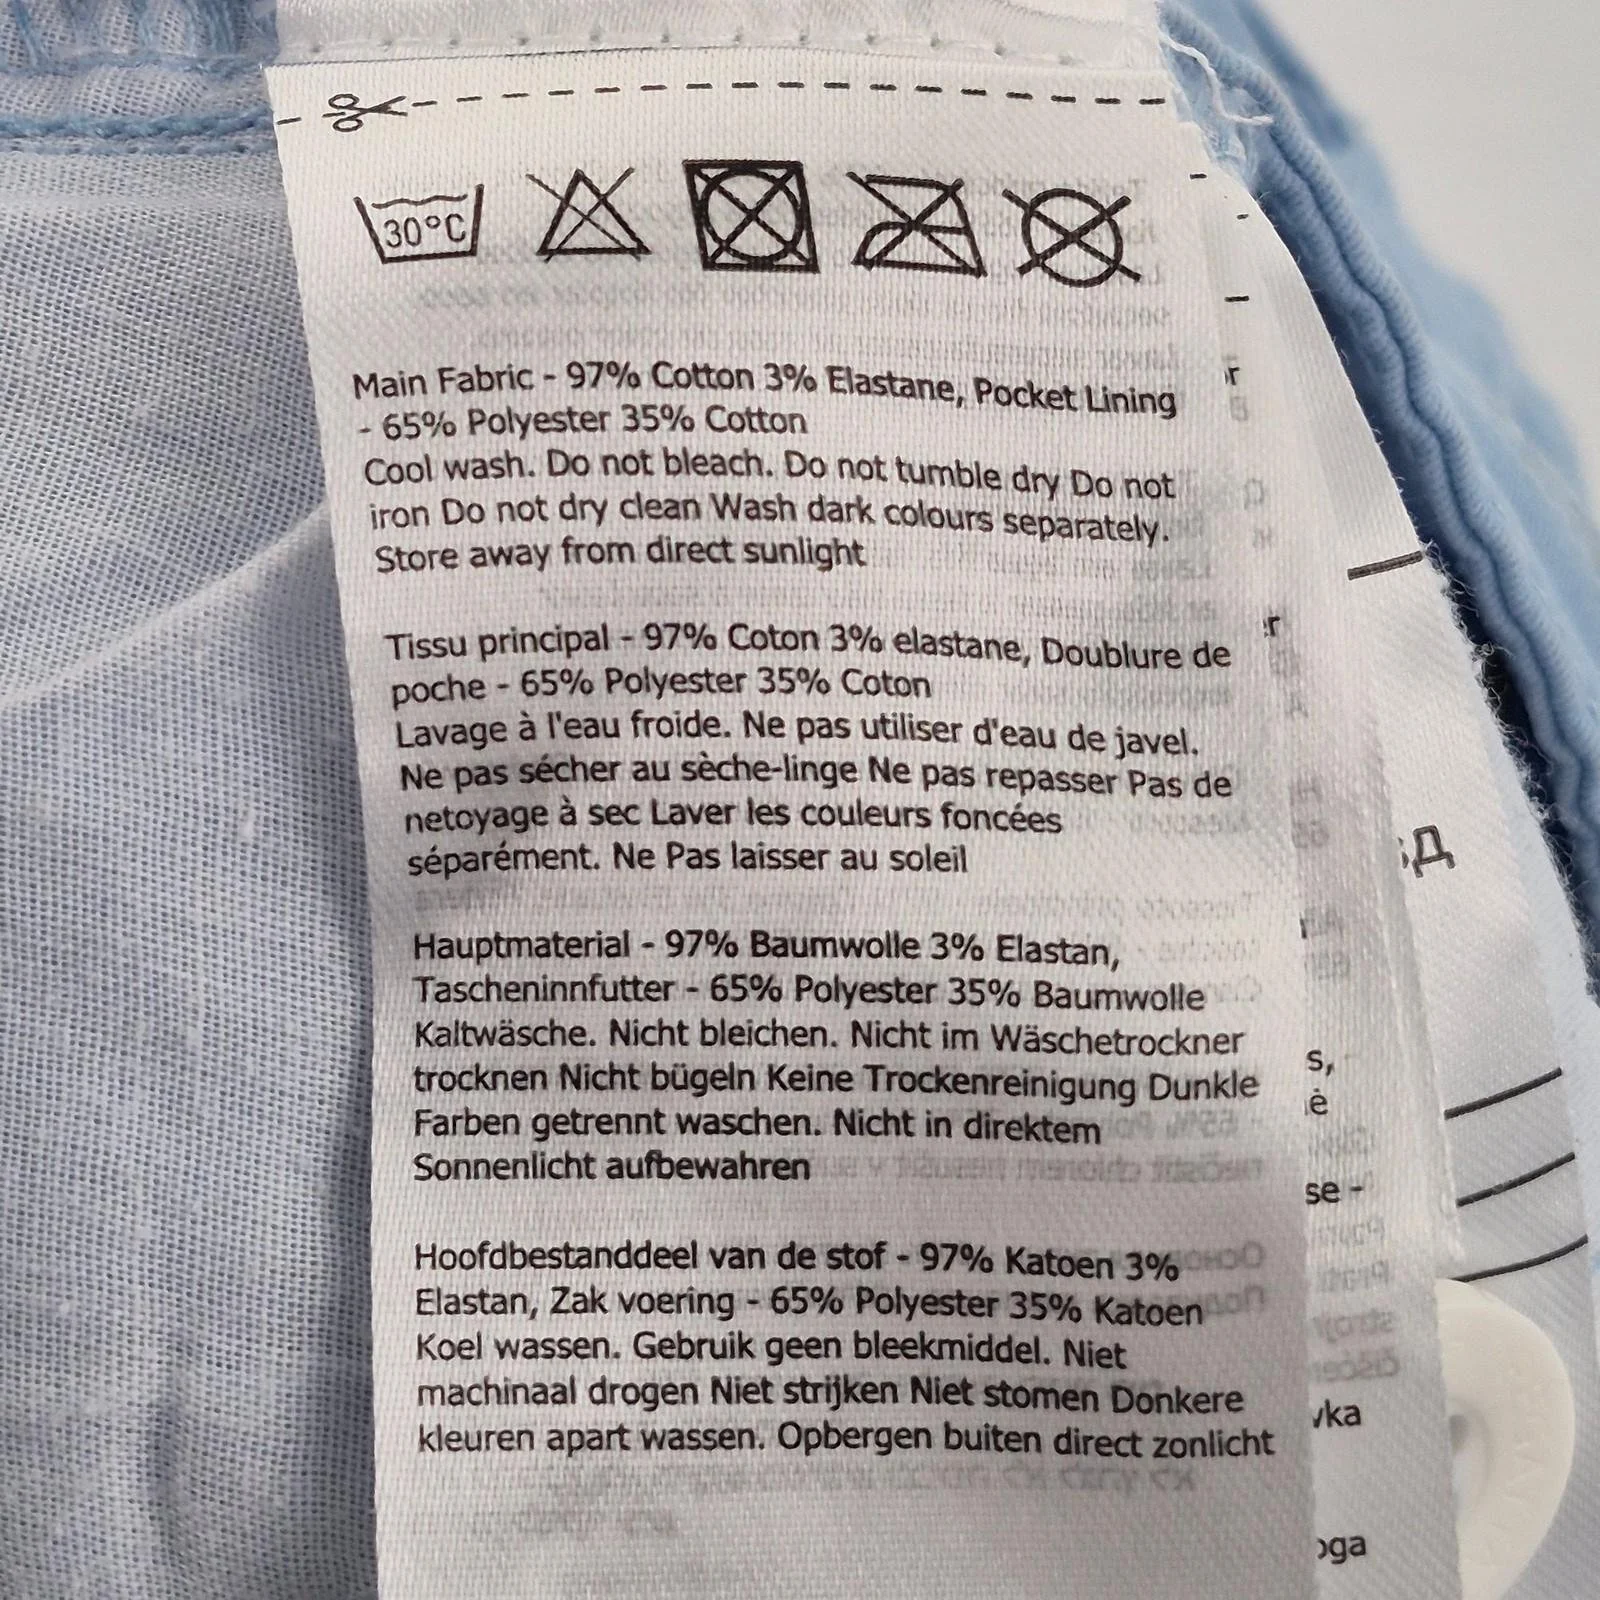 30°C
Main Fabric - 97% Cotton 3% Elastane, Pocket Lining
- 65% Polyester 35% Cotton
Cool wash. Do not bleach. Do not tumble dry Do not
iron Do not dry clean Wash dark colours separately.
Store away from direct sunlight
Tissu principal - 97% Coton 3% elastane, Doublure de
poche - 65% Polyester 35% Coton
Lavage à l'eau froide. Ne pas utiliser d'eau de javel.
Ne pas sécher au sèche-linge Ne pas repasser Pas de
netoyage à sec Laver les couleurs foncées
séparément. Ne Pas laisser au soleil
Hauptmaterial - 97% Baumwolle 3% Elastan,
Tascheninnfutter - 65% Polyester 35% Baumwolle
Kaltwäsche. Nicht bleichen. Nicht im Wäschetrockner
trocknen Nicht bügeln Keine Trockenreinigung Dunkle
Farben getrennt waschen. Nicht in direktem
Sonnenlicht aufbewahren
Hoofdbestanddeel van de stof - 97% Katoen 3%
Elastan, Zak voering - 65% Polyester 35% Katoen
Koel wassen. Gebruik geen bleekmiddel. Niet
machinaal drogen Niet strijken Niet stomen Donkere
kleuren apart wassen. Opbergen buiten direct zonlicht